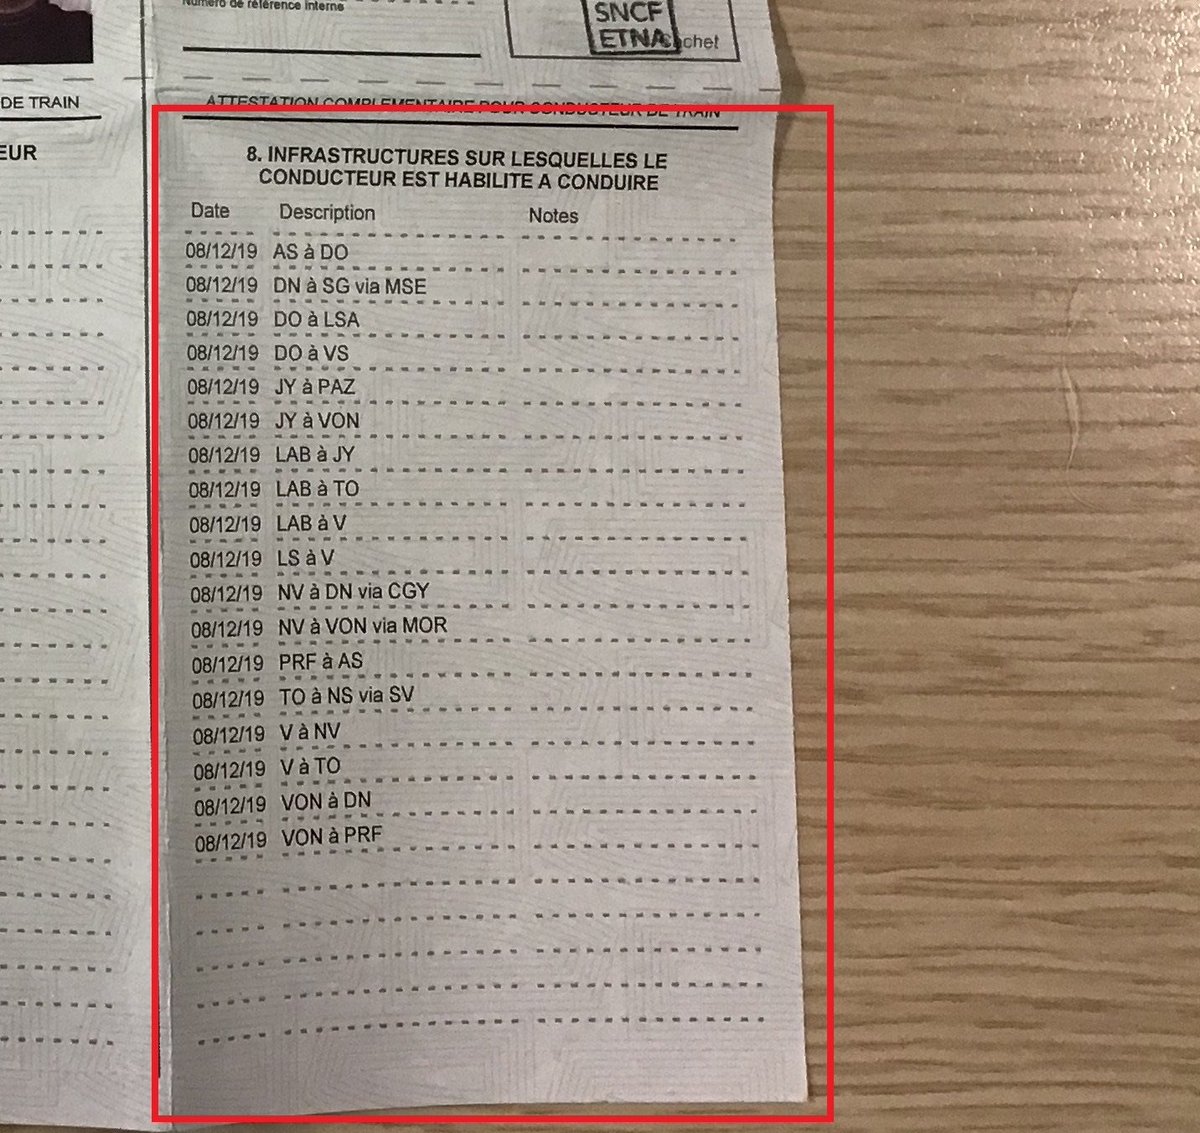 Numéro de référence interne
SNCF
ETNA
chet
DE TRAIN
ATTESTATION COMPLEMENTAIRE POUR CONDUCTEUR DE TRAIN
EUR
8. INFRASTRUCTURES SUR LESQUELLES LE
CONDUCTEUR EST HABILITE A CONDUIRE
Date Description Notes
08/12/19 AS à DO
08/12/19 DN à SG via MSE
08/12/19 DO à LSA
08/12/19 DO à VS
08/12/19 JY à PAZ
08/12/19 JY à VON
08/12/19 LAB à JY
08/12/19 LAB à TO
08/12/19 LAB à V
08/12/19 LS à V
08/12/19 NV à DN via CGY
08/12/19 NV à VON via MOR
08/12/19 PRF à AS
08/12/19 TO à NS via SV
08/12/19 V à NV
08/12/19 V à TO
08/12/19 VON à DN
08/12/19 VON à PRF